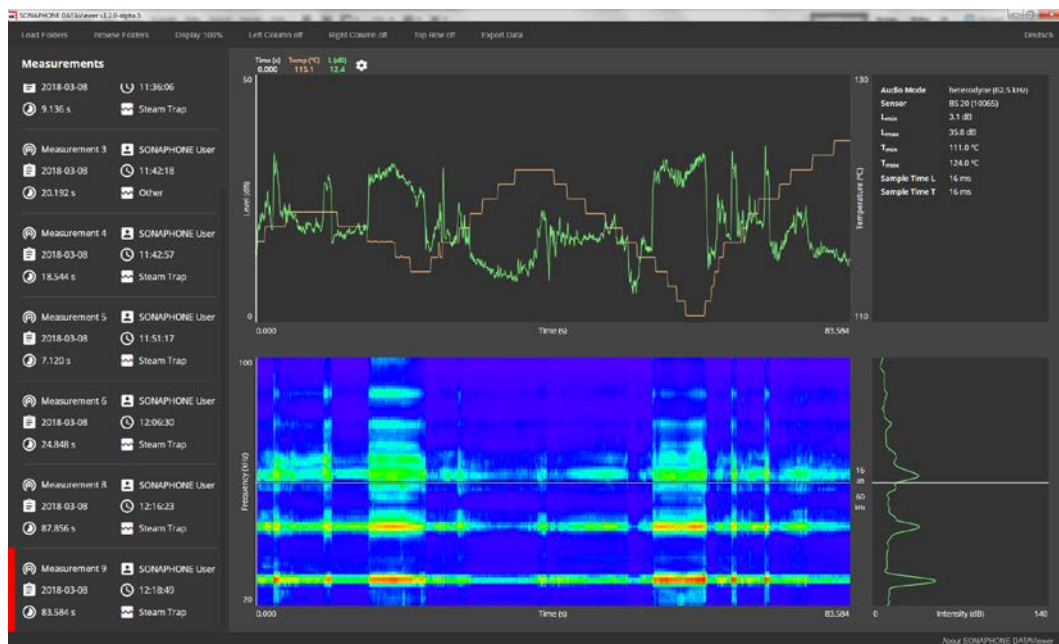 SONAPHONE DATAViewer v1.2.0-alpha.5
Load Folders Browse Folders Display 100% Left Column off Right Column off Top Row off Export Data Deutsch
Measurements
2018-03-08 11:36:06
9.136 s Steam Trap
Measurement 3 SONAPHONE User
2018-03-08 11:42:18
20.192 s Other
Measurement 4 SONAPHONE User
2018-03-08 11:42:57
18.544 s Steam Trap
Measurement 5 SONAPHONE User
2018-03-08 11:51:17
7.120 s Steam Trap
Measurement 6 SONAPHONE User
2018-03-08 12:06:30
24.848 s Steam Trap
Measurement 8 SONAPHONE User
2018-03-08 12:16:23
87.856 s Steam Trap
Measurement 9 SONAPHONE User
2018-03-08 12:18:49
83.584 s Steam Trap
Time (s) Temp (°C) L (dB)
0.000 115.1 12.4
50
Level (dB)
0
130
Temperature (°C)
110
0.000 Time (s) 83.584
Audio Mode heterodyne (62.5 kHz)
Sensor BS 20 (10065)
Lmin 3.1 dB
Lmax 35.8 dB
Tmin 111.0 °C
Tmax 124.0 °C
Sample Time L 16 ms
Sample Time T 16 ms
100
Frequency (kHz)
20
16
dB
60
kHz
0.000 Time (s) 83.584
0 Intensity (dB) 140
About SONAPHONE DATAViewer